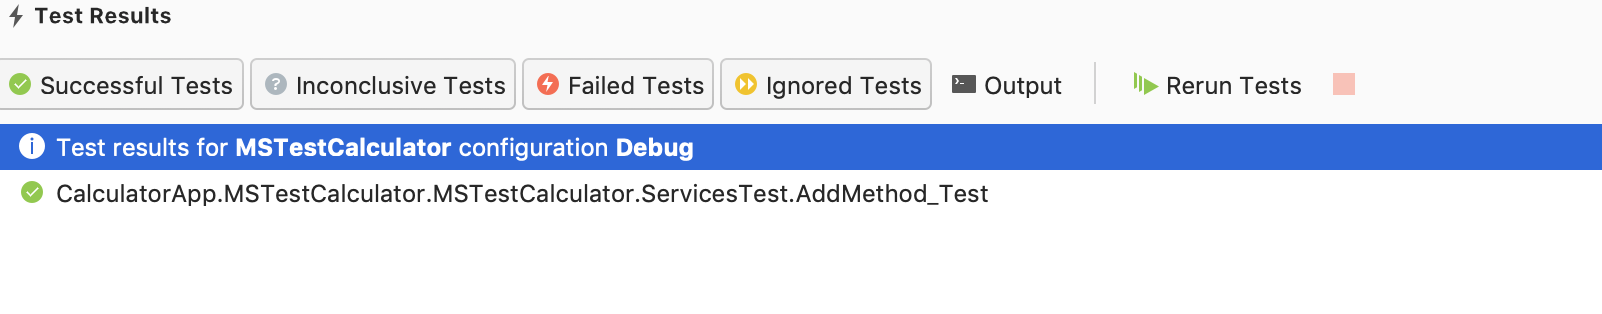 Test Results
Successful Tests Inconclusive Tests Failed Tests Ignored Tests Output Rerun Tests
Test results for MSTestCalculator configuration Debug
CalculatorApp.MSTestCalculator.MSTestCalculator.ServicesTest.AddMethod_Test